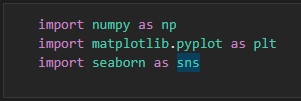 import numpy as np
import matplotlib.pyplot as plt
import seaborn as sns